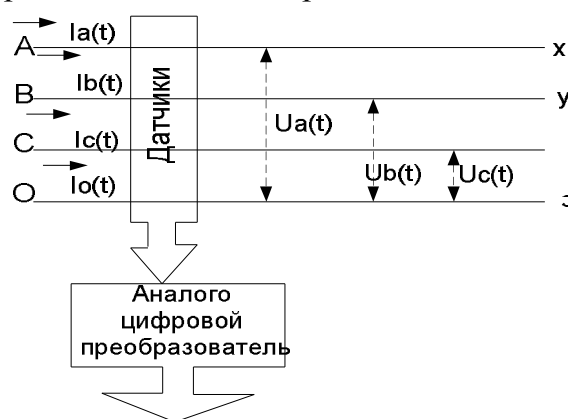 Ia(t)
A
x
Ib(t)
B
y
Ua(t)
Ic(t)
C
Ub(t)
Uc(t)
Io(t)
O
Датчики
Аналого
цифровой
преобразователь